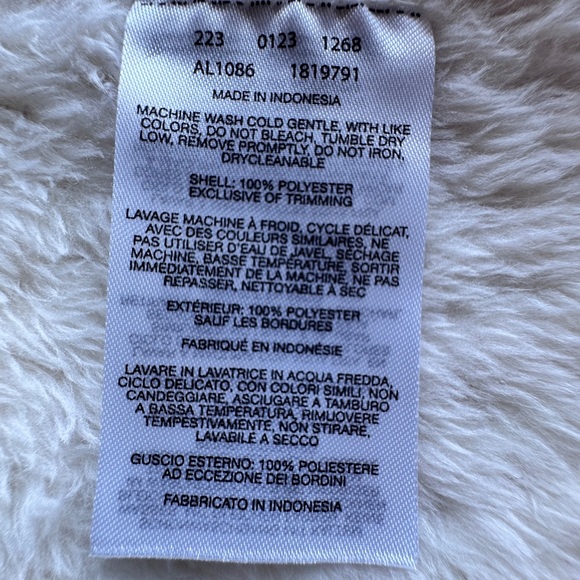 223 0123 1268
AL1086 1819791
MADE IN INDONESIA
MACHINE WASH COLD GENTLE, WITH LIKE
COLORS, DO NOT BLEACH, TUMBLE DRY
LOW, REMOVE PROMPTLY, DO NOT IRON,
DRYCLEANABLE
SHELL: 100% POLYESTER
EXCLUSIVE OF TRIMMING
LAVAGE MACHINE À FROID, CYCLE DÉLICAT,
AVEC DES COULEURS SIMILAIRES, NE
PAS UTILISER D'EAU DE JAVEL, SÉCHAGE
MACHINE, BASSE TEMPÉRATURE, SORTIR
IMMÉDIATEMENT DE LA MACHINE, NE PAS
REPASSER, NETTOYABLE À SEC
EXTÉRIEUR: 100% POLYESTER
SAUF LES BORDURES
FABRIQUÉ EN INDONÉSIE
LAVARE IN LAVATRICE IN ACQUA FREDDA,
CICLO DELICATO, CON COLORI SIMILI, NON
CANDEGGIARE, ASCIUGARE A TAMBURO
A BASSA TEMPERATURA, RIMUOVERE
TEMPESTIVAMENTE, NON STIRARE,
LAVABILE A SECCO
GUSCIO ESTERNO: 100% POLIESTERE
AD ECCEZIONE DEI BORDINI
FABBRICATO IN INDONESIA